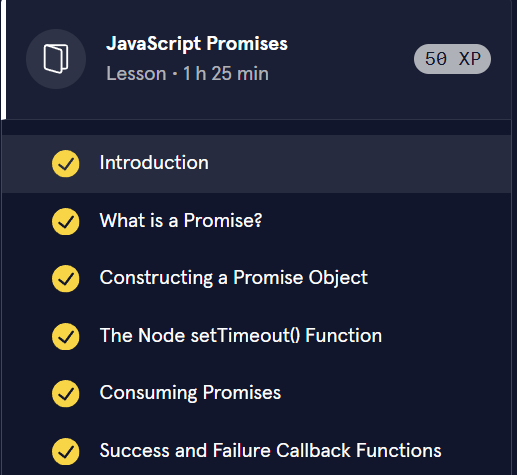 JavaScript Promises
Lesson · 1 h 25 min
50 XP
Introduction
What is a Promise?
Constructing a Promise Object
The Node setTimeout() Function
Consuming Promises
Success and Failure Callback Functions